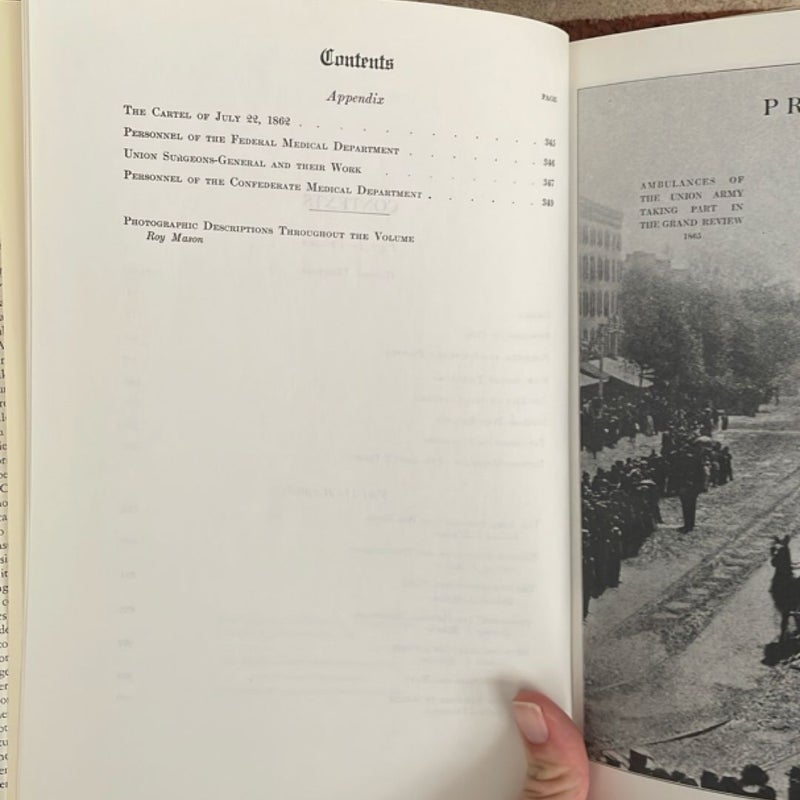 Contents
Appendix
PAGE
The Cartel of July 22, 1862 . . . . . . . . . . . . 345
Personnel of the Federal Medical Department . . . . . . . 346
Union Surgeons-General and their Work . . . . . . . . 347
Personnel of the Confederate Medical Department . . . . . . 349
Photographic Descriptions Throughout the Volume
Roy Mason
PR
AMBULANCES OF
THE UNION ARMY
TAKING PART IN
THE GRAND REVIEW
1865